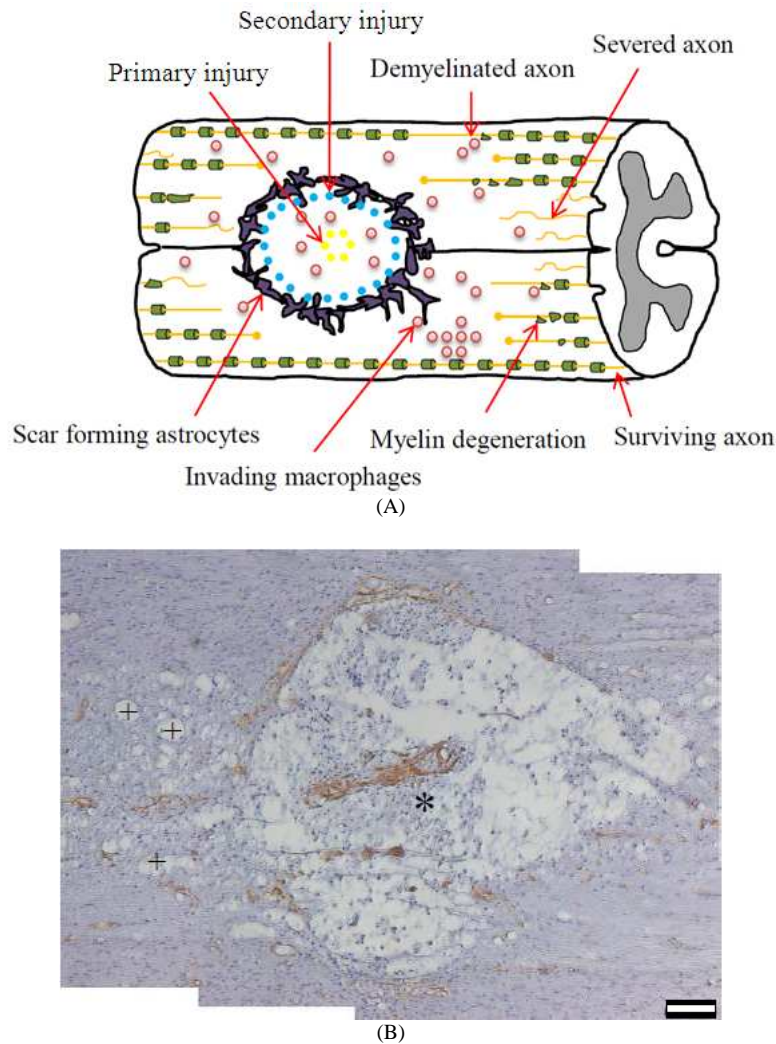 Secondary injury
Primary injury
Demyelinated axon
Severed axon
Scar forming astrocytes
Invading macrophages
Myelin degeneration
Surviving axon
(A)
+
+
+
*
(B)